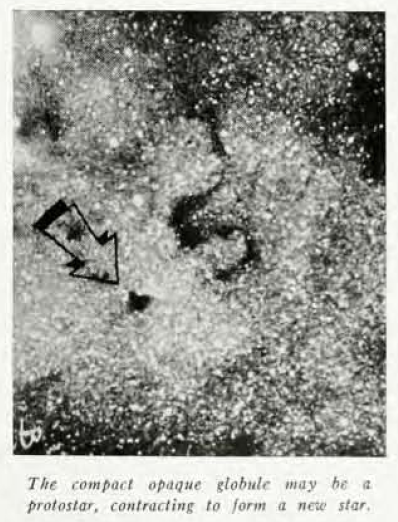 The compact opaque globule may be a
protostar, contracting to form a new star.